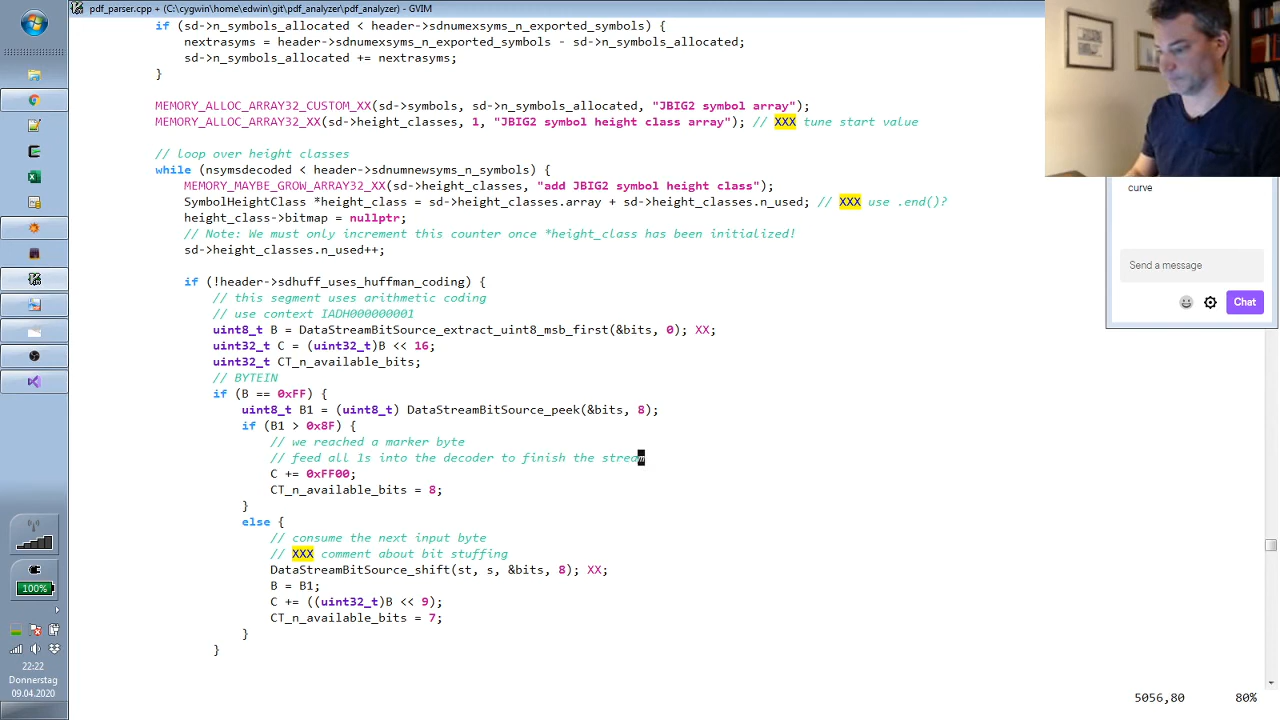 pdf_parser.cpp + (C:\cygwin\home\edwin\git\pdf_analyzer\pdf_analyzer) - GVIM
if (sd->n_symbols_allocated < header->sdnumexsyms_n_exported_symbols) {
nextrasyms = header->sdnumexsyms_n_exported_symbols - sd->n_symbols_allocated;
sd->n_symbols_allocated += nextrasyms;
}
MEMORY_ALLOC_ARRAY32_CUSTOM_XX(sd->symbols, sd->n_symbols_allocated, "JBIG2 symbol array");
MEMORY_ALLOC_ARRAY32_XX(sd->height_classes, 1, "JBIG2 symbol height class array"); // XXX tune start value
// loop over height classes
while (nsymsdecoded < header->sdnumnewsyms_n_symbols) {
MEMORY_MAYBE_GROW_ARRAY32_XX(sd->height_classes, "add JBIG2 symbol height class");
SymbolHeightClass *height_class = sd->height_classes.array + sd->height_classes.n_used; // XXX use .end()?
height_class->bitmap = nullptr;
// Note: We must only increment this counter once *height_class has been initialized!
sd->height_classes.n_used++;
if (!header->sdhuff_uses_huffman_coding) {
// this segment uses arithmetic coding
// use context IADH000000001
uint8_t B = DataStreamBitSource_extract_uint8_msb_first(&bits, 0); XX;
uint32_t C = (uint32_t)B << 16;
uint32_t CT_n_available_bits;
// BYTEIN
if (B == 0xFF) {
uint8_t B1 = (uint8_t) DataStreamBitSource_peek(&bits, 8);
if (B1 > 0x8F) {
// we reached a marker byte
// feed all 1s into the decoder to finish the stream
C += 0xFF00;
CT_n_available_bits = 8;
}
else {
// consume the next input byte
// XXX comment about bit stuffing
DataStreamBitSource_shift(st, s, &bits, 8); XX;
B = B1;
C += ((uint32_t)B << 9);
CT_n_available_bits = 7;
}
}
5056,80 80%
curve
Send a message
Chat
100%
22:22
Donnerstag
09.04.2020